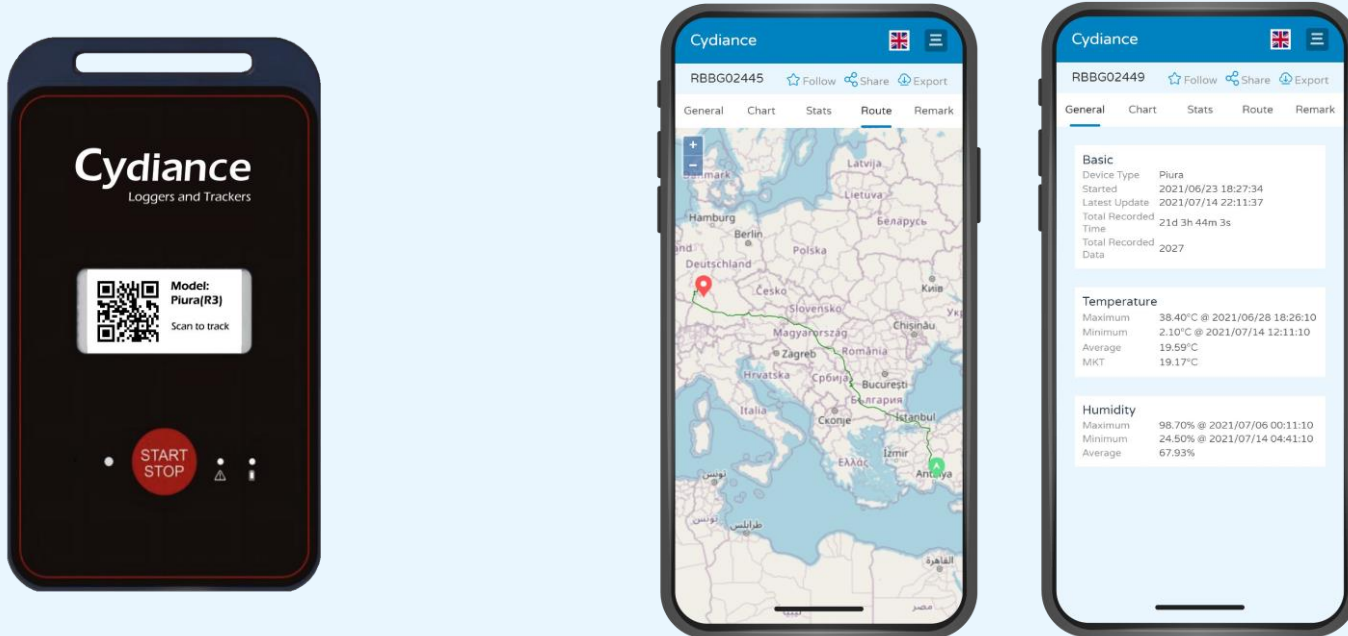 Cydiance
Loggers and Trackers
Model:
Piura(R3)
Scan to track
START
STOP
Cydiance
RBBG02445 Follow Share Export
General Chart Stats Route Remark
+
−
Danmark
Latvija
Lietuva
Hamburg
Беларусь
Berlin
Polska
Deutschland
Česko
Київ
Slovensko
Magyarország
Chișinău
Zagreb
România
Hrvatska
Србија
București
Italia
България
Скопје
İstanbul
Ελλάς
İzmir
Antalya
تونس
تونس
طرابلس
القاهرة
ليبيا
مصر
Cydiance
RBBG02449 Follow Share Export
General Chart Stats Route Remark
Basic
Device Type Piura
Started 2021/06/23 18:27:34
Latest Update 2021/07/14 22:11:37
Total Recorded Time 21d 3h 44m 3s
Total Recorded Data 2027
Temperature
Maximum 38.40°C @ 2021/06/28 18:26:10
Minimum 2.10°C @ 2021/07/14 12:11:10
Average 19.59°C
MKT 19.17°C
Humidity
Maximum 98.70% @ 2021/07/06 00:11:10
Minimum 24.50% @ 2021/07/14 04:41:10
Average 67.93%